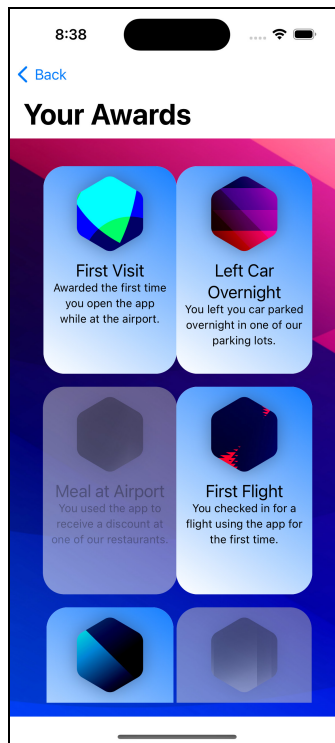 8:38
Back
Your Awards
First Visit
Awarded the first time
you open the app
while at the airport.
Left Car
Overnight
You left you car parked
overnight in one of our
parking lots.
Meal at Airport
You used the app to
receive a discount at
one of our restaurants.
First Flight
You checked in for a
flight using the app for
the first time.